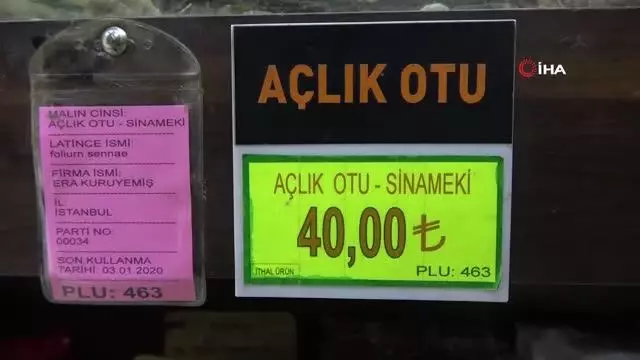 MALIN CİNSİ:
AÇLIK OTU - SİNAMEKİ
LATİNCE İSMİ:
folium sennae
FİRMA İSMİ:
ERA KURUYEMİŞ
İL
İSTANBUL
PARTİ NO:
00034
SON KULLANMA
TARİHİ: 03.01.2020
PLU: 463
AÇLIK OTU
İHA
AÇLIK OTU - SİNAMEKİ
40,00 ₺
İTHAL ÜRÜN
PLU: 463